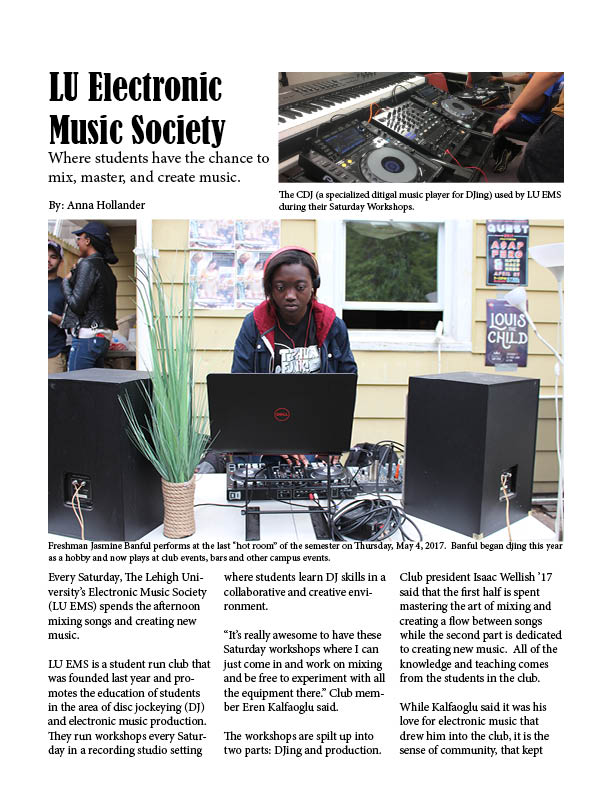 LU Electronic
Music Society
Where students have the chance to
mix, master, and create music.
By: Anna Hollander
The CDJ (a specialized ditigal music player for DJing) used by LU EMS
during their Saturday Workshops.
QUEST
A$AP
FERG
APRIL
LOUIS
THE
CHILD
DELL
Freshman Jasmine Banful performs at the last “hot room” of the semester on Thursday, May 4, 2017.  Banful began djing this year
as a hobby and now plays at club events, bars and other campus events.
Every Saturday, The Lehigh Uni-
versity’s Electronic Music Society
(LU EMS) spends the afternoon
mixing songs and creating new
music.
LU EMS is a student run club that
was founded last year and pro-
motes the education of students
in the area of disc jockeying (DJ)
and electronic music production.
They run workshops every Satur-
day in a recording studio setting
where students learn DJ skills in a
collaborative and creative envi-
ronment.
“It’s really awesome to have these
Saturday workshops where I can
just come in and work on mixing
and be free to experiment with all
the equipment there.” Club mem-
ber Eren Kalfaoglu said.
The workshops are spilt up into
two parts: DJing and production.
Club president Isaac Wellish ’17
said that the first half is spent
mastering the art of mixing and
creating a flow between songs
while the second part is dedicated
to creating new music.  All of the
knowledge and teaching comes
from the students in the club.
While Kalfaoglu said it was his
love for electronic music that
drew him into the club, it is the
sense of community, that kept